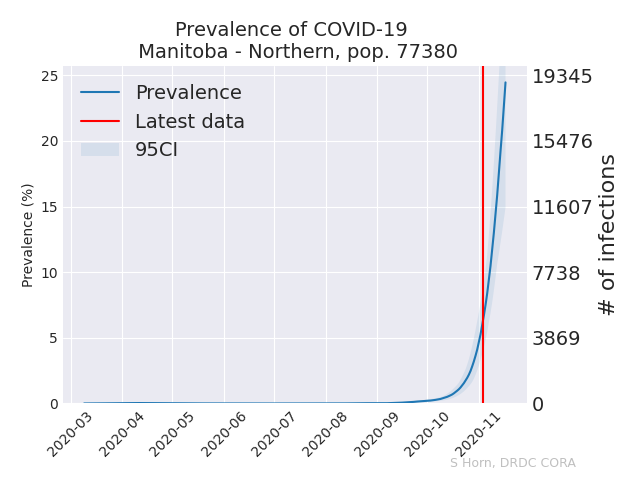 Prevalence of COVID-19
Manitoba - Northern, pop. 77380
Prevalence
Latest data
95CI
Prevalence (%)
25
20
15
10
5
0
19345
15476
11607
7738
3869
0
# of infections
2020-03
2020-04
2020-05
2020-06
2020-07
2020-08
2020-09
2020-10
2020-11
S Horn, DRDC CORA